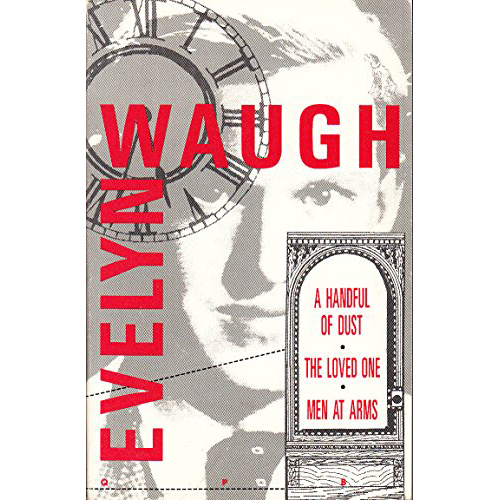 WAUGH
EVELYN
A HANDFUL
OF DUST
•
THE LOVED ONE
•
MEN AT ARMS
Q P B